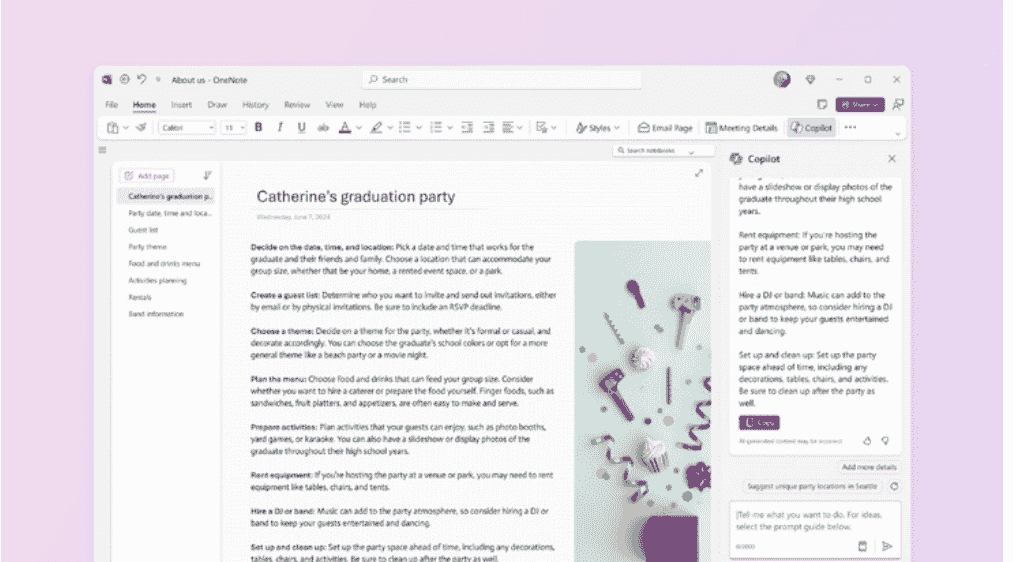 About us - OneNote
Search
File Home Insert Draw History Review View Help
Share
Calibri 11 B I U ab A Styles Email Page Meeting Details Copilot
Search notebooks
Add page
Catherine's graduation p...
Party date, time and loca...
Guest list
Party theme
Food and drinks menu
Activities planning
Rentals
Band information
Catherine's graduation party
Wednesday, June 7, 2024
Decide on the date, time, and location: Pick a date and time that works for the
graduate and their friends and family. Choose a location that can accommodate your
group size, whether that be your home, a rented event space, or a park.
Create a guest list: Determine who you want to invite and send out invitations, either
by email or by physical invitations. Be sure to include an RSVP deadline.
Choose a theme: Decide on a theme for the party, whether it's formal or casual, and
decorate accordingly. You can choose the graduate's school colors or opt for a more
general theme like a beach party or a movie night.
Plan the menu: Choose food and drinks that can feed your group size. Consider
whether you want to hire a caterer or prepare the food yourself. Finger foods, such as
sandwiches, fruit platters, and appetizers, are often easy to make and serve.
Prepare activities: Plan activities that your guests can enjoy, such as photo booths,
yard games, or karaoke. You can also have a slideshow or display photos of the
graduate throughout their high school years.
Rent equipment: If you're hosting the party at a venue or park, you may need to rent
equipment like tables, chairs, and tents.
Hire a DJ or band: Music can add to the party atmosphere, so consider hiring a DJ or
band to keep your guests entertained and dancing.
Set up and clean up: Set up the party space ahead of time, including any decorations,
tables, chairs, and activities. Be sure to clean up after the party as well.
Copilot
have a slideshow or display photos of the
graduate throughout their high school
years.
Rent equipment: If you're hosting the
party at a venue or park, you may need
to rent equipment like tables, chairs, and
tents.
Hire a DJ or band: Music can add to the
party atmosphere, so consider hiring a DJ
or band to keep your guests entertained
and dancing.
Set up and clean up: Set up the party
space ahead of time, including any
decorations, tables, chairs, and activities.
Be sure to clean up after the party as
well.
Copy
AI-generated content may be incorrect
Add more details
Suggest unique party locations in Seattle
Tell me what you want to do. For ideas,
select the prompt guide below.
0/2000